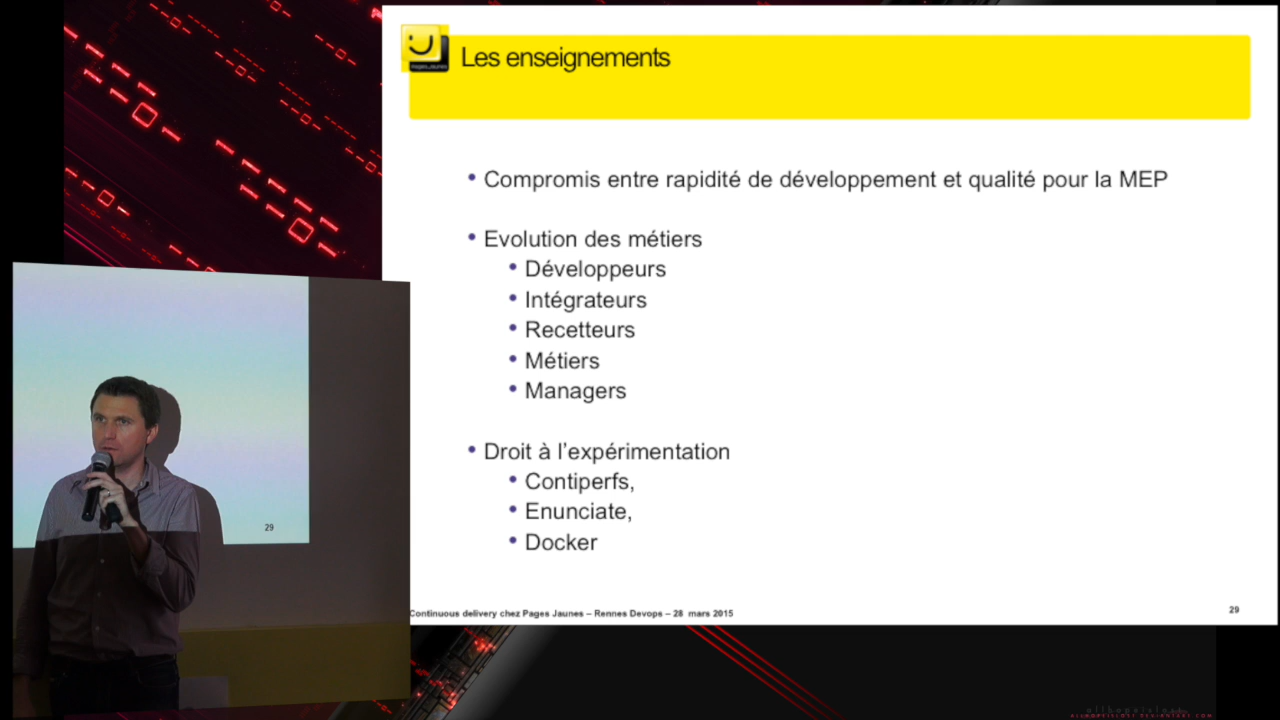 Les enseignements
• Compromis entre rapidité de développement et qualité pour la MEP
• Evolution des métiers
• Développeurs
• Intégrateurs
• Recetteurs
• Métiers
• Managers
• Droit à l'expérimentation
• Contiperfs,
• Enunciate,
• Docker
Continuous delivery chez Pages Jaunes – Rennes Devops – 28 mars 2015
29
29